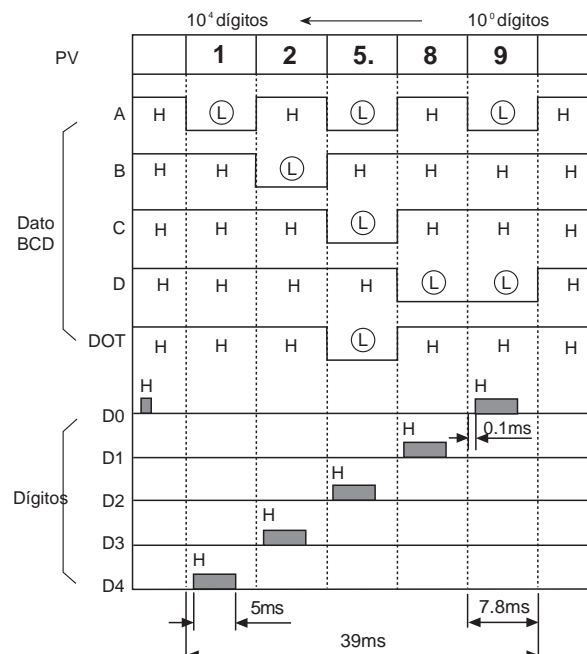 10⁴ dígitos 10⁰ dígitos
PV 1 2 5. 8 9
A H L H L H L H
B H H L H H H H
Dato BCD
C H H H L H H H
D H H H H L L H
DOT H H H L H H H
H H
D0 0.1ms
H
D1
Dígitos H
D2
H
D3
H
D4
5ms 7.8ms
39ms